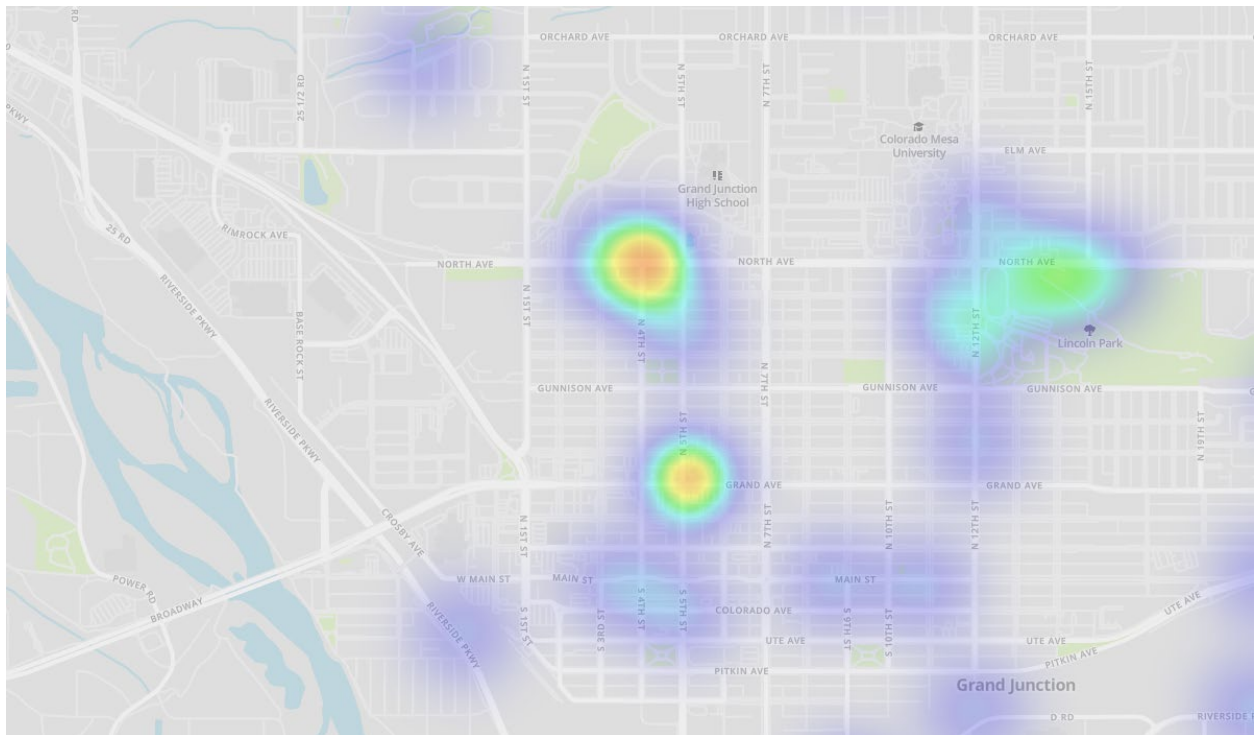 ORCHARD AVE
ORCHARD AVE
ORCHARD AVE
RD
N 1ST ST
N 5TH ST
N 7TH ST
N 15TH ST
25 1/2 RD
PKWY
Colorado Mesa
University
ELM AVE
Grand Junction
High School
25 RD
RIMROCK AVE
NORTH AVE
NORTH AVE
NORTH AVE
RIVERSIDE PKWY
N 1ST ST
N 4TH ST
N 12TH ST
Lincoln Park
BASE ROCK ST
N 7TH ST
GUNNISON AVE
GUNNISON AVE
GUNNISON AVE
RIVERSIDE PKWY
N 5TH ST
N 19TH ST
GRAND AVE
GRAND AVE
CROSBY AVE
N 1ST ST
N 7TH ST
N 10TH ST
N 12TH ST
W MAIN ST
MAIN ST
MAIN ST
POWER RD
BROADWAY
S 4TH ST
S 5TH ST
COLORADO AVE
UTE AVE
RIVERSIDE PKWY
S 1ST ST
S 3RD ST
S 9TH ST
S 10TH ST
UTE AVE
UTE AVE
PITKIN AVE
PITKIN AVE
Grand Junction
D RD
RIVERSIDE